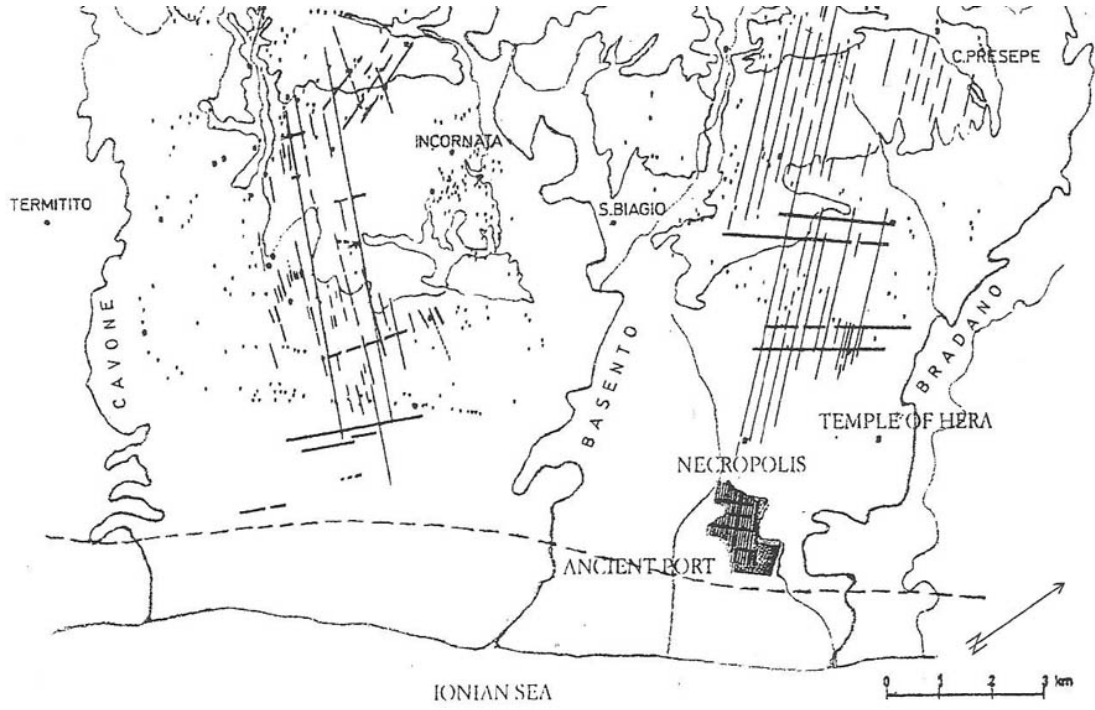 C.PRESEPE
INCORNATA
TERMITITO
S.BIAGIO
CAVONE
BASENTO
BRADANO
TEMPLE OF HERA
NECROPOLIS
ANCIENT PORT
N
IONIAN SEA
0 1 2 3 km